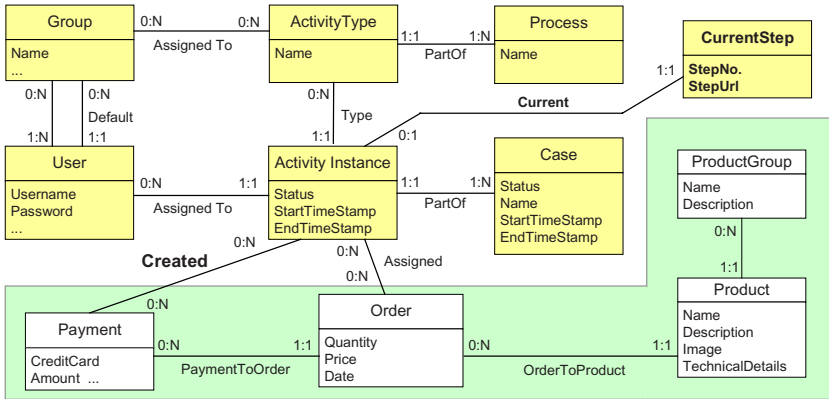 Group
Name
...
0:N
Assigned To
0:N
ActivityType
Name
1:1
PartOf
1:N
Process
Name
CurrentStep
StepNo.
StepUrl
1:1
Current
0:1
0:N
0:N
Default
1:N
1:1
0:N
Type
1:1
User
Username
Password
...
0:N
Assigned To
1:1
Activity Instance
Status
StartTimeStamp
EndTimeStamp
1:1
PartOf
1:N
Case
Status
Name
StartTimeStamp
EndTimeStamp
ProductGroup
Name
Description
0:N
1:1
0:N
Created
0:N
0:N
Assigned
0:N
Payment
CreditCard
Amount ...
0:N
PaymentToOrder
1:1
Order
Quantity
Price
Date
0:N
OrderToProduct
1:1
Product
Name
Description
Image
TechnicalDetails